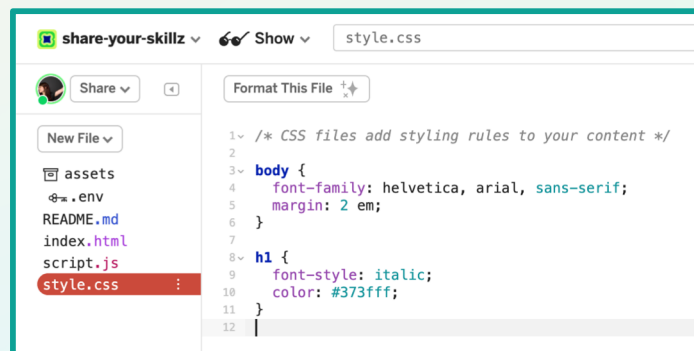 share-your-skillz Show style.css
Share
Format This File
New File
assets
.env
README.md
index.html
script.js
style.css
1 /* CSS files add styling rules to your content */
2
3 body {
4 font-family: helvetica, arial, sans-serif;
5 margin: 2 em;
6 }
7
8 h1 {
9 font-style: italic;
10 color: #373fff;
11 }
12